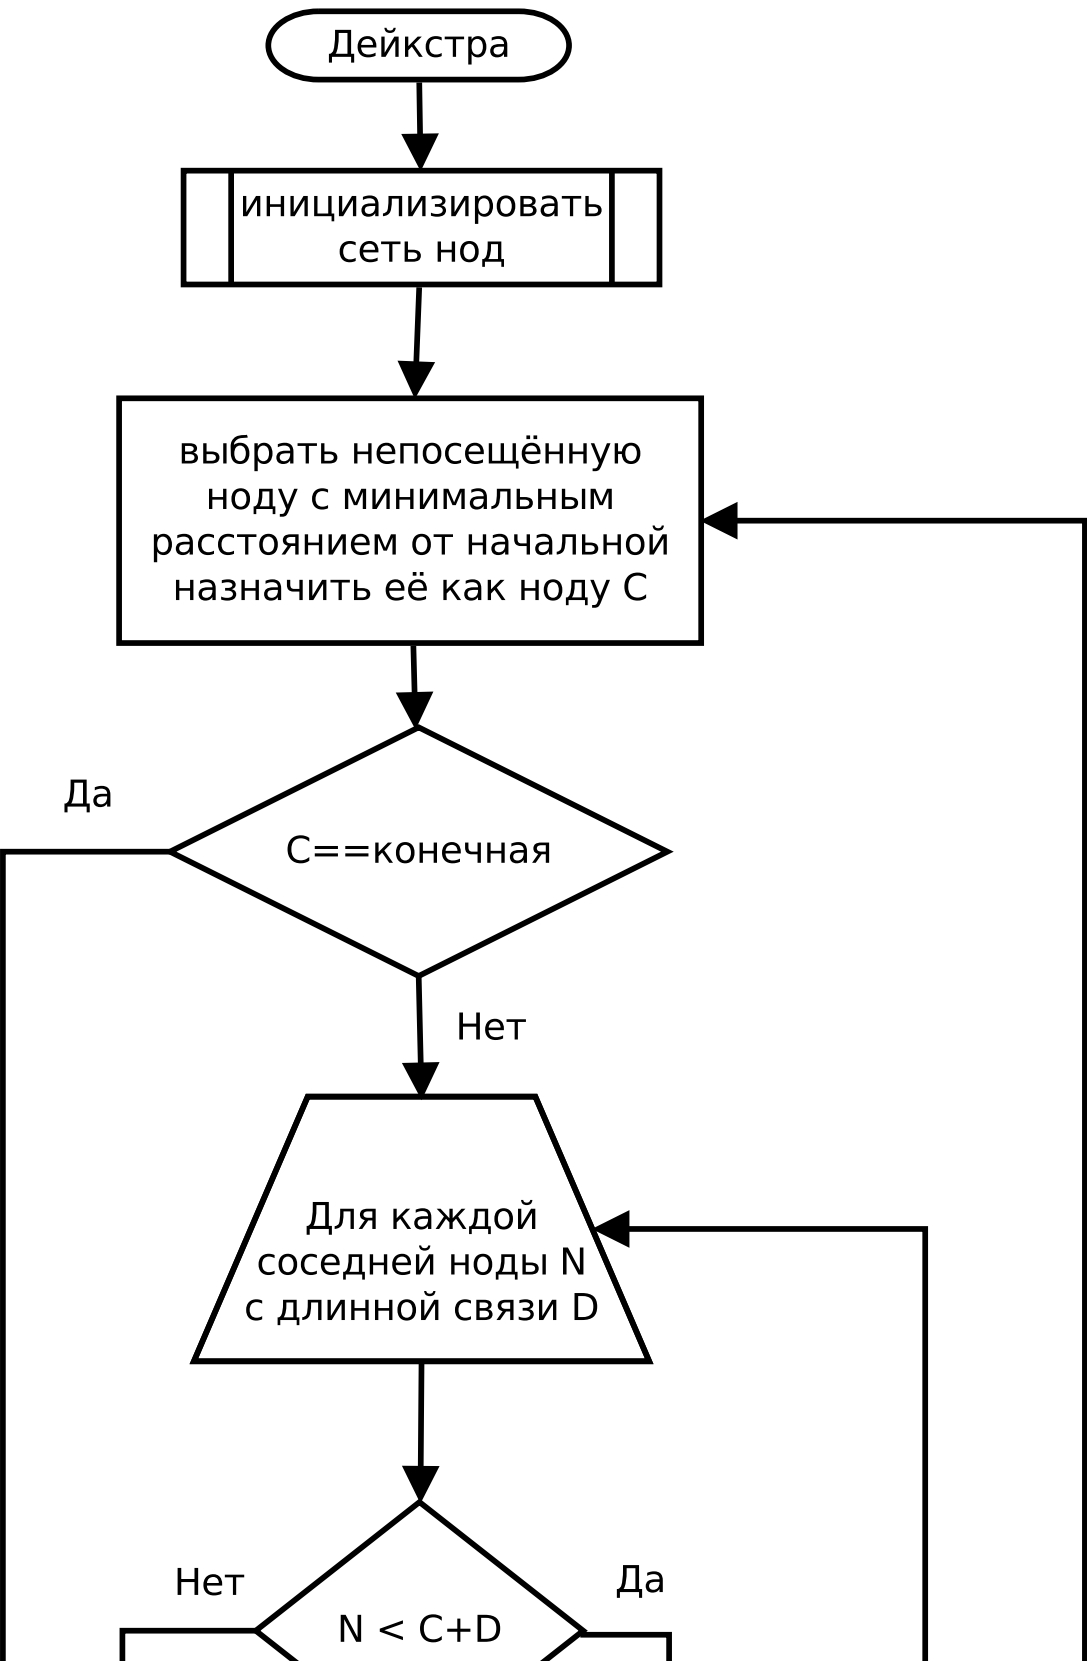 Дейкстра
инициализировать
сеть нод
выбрать непосещённую
ноду с минимальным
расстоянием от начальной
назначить её как ноду C
Да
C==конечная
Нет
Для каждой
соседней ноды N
с длинной связи D
Нет
Да
N < C+D